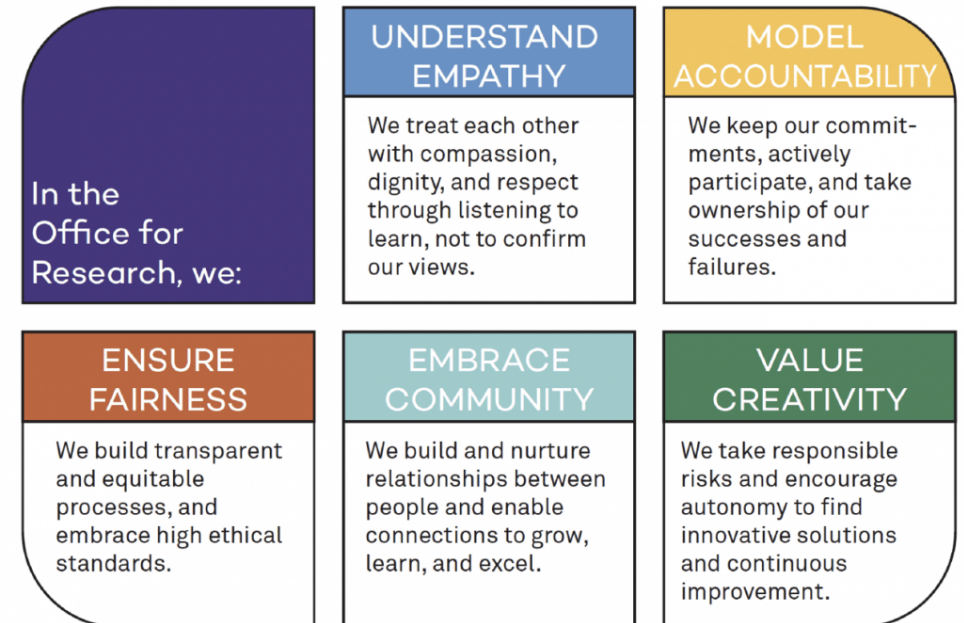 In the
Office for
Research, we:
UNDERSTAND
EMPATHY
We treat each other
with compassion,
dignity, and respect
through listening to
learn, not to confirm
our views.
MODEL
ACCOUNTABILITY
We keep our commit-
ments, actively
participate, and take
ownership of our
successes and
failures.
ENSURE
FAIRNESS
We build transparent
and equitable
processes, and
embrace high ethical
standards.
EMBRACE
COMMUNITY
We build and nurture
relationships between
people and enable
connections to grow,
learn, and excel.
VALUE
CREATIVITY
We take responsible
risks and encourage
autonomy to find
innovative solutions
and continuous
improvement.